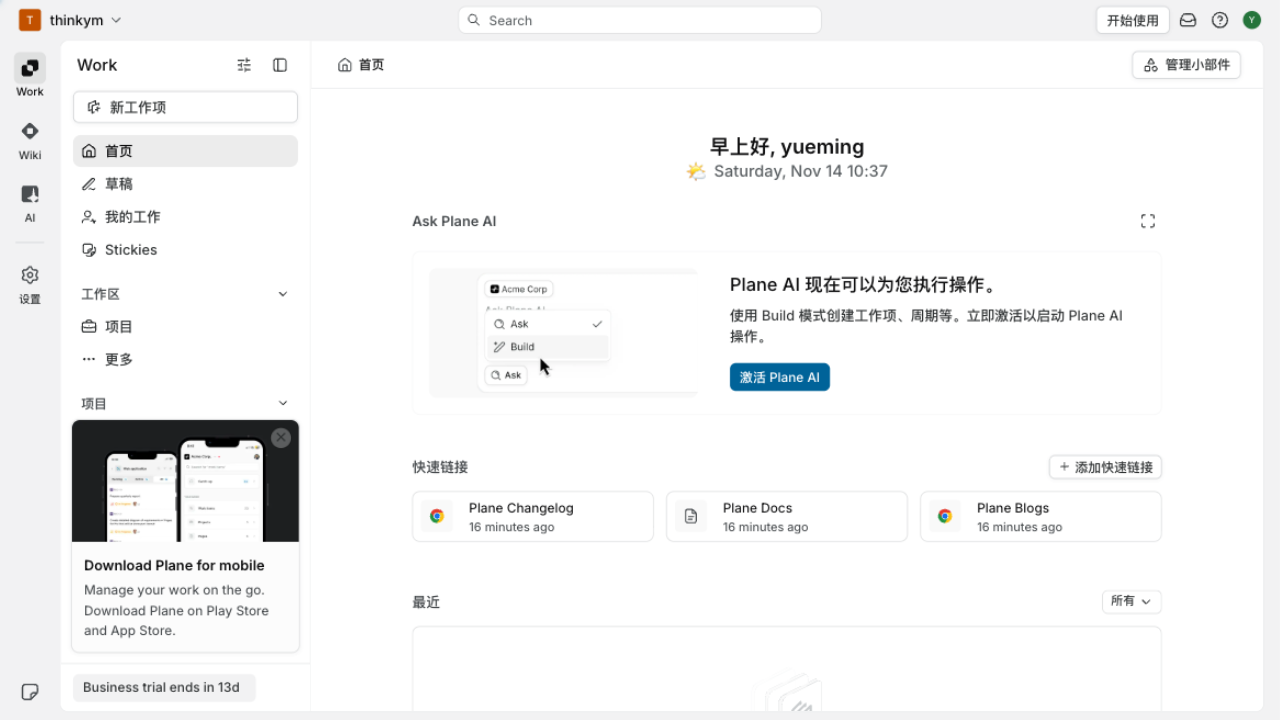 T thinkym
Search
开始使用
Y
Work
Wiki
AI
设置
Work
新工作项
首页
草稿
我的工作
Stickies
工作区
项目
更多
项目
Download Plane for mobile
Manage your work on the go.
Download Plane on Play Store
and App Store.
Business trial ends in 13d
首页
管理小部件
早上好, yueming
Saturday, Nov 14 10:37
Ask Plane AI
Acme Corp
Ask Plane AI
Ask
Build
Ask
Plane AI 现在可以为您执行操作。
使用 Build 模式创建工作项、周期等。立即激活以启动 Plane AI
操作。
激活 Plane AI
快速链接
添加快速链接
Plane Changelog
16 minutes ago
Plane Docs
16 minutes ago
Plane Blogs
16 minutes ago
最近
所有